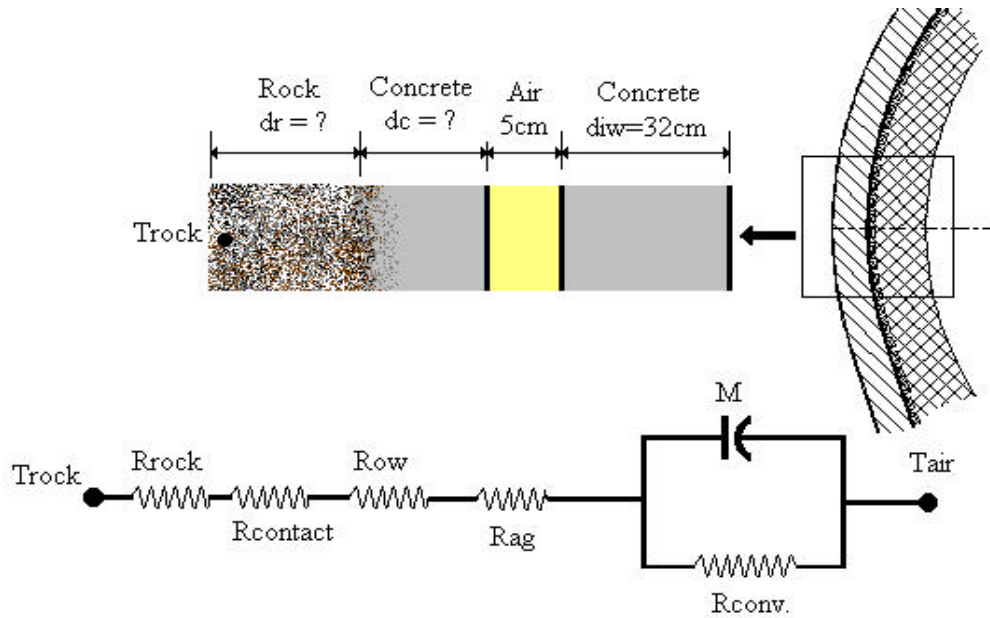 Rock
dr = ?
Concrete
dc = ?
Air
5cm
Concrete
diw=32cm
Trock
M
Trock
Rrock
Rcontact
Row
Rag
Rconv.
Tair